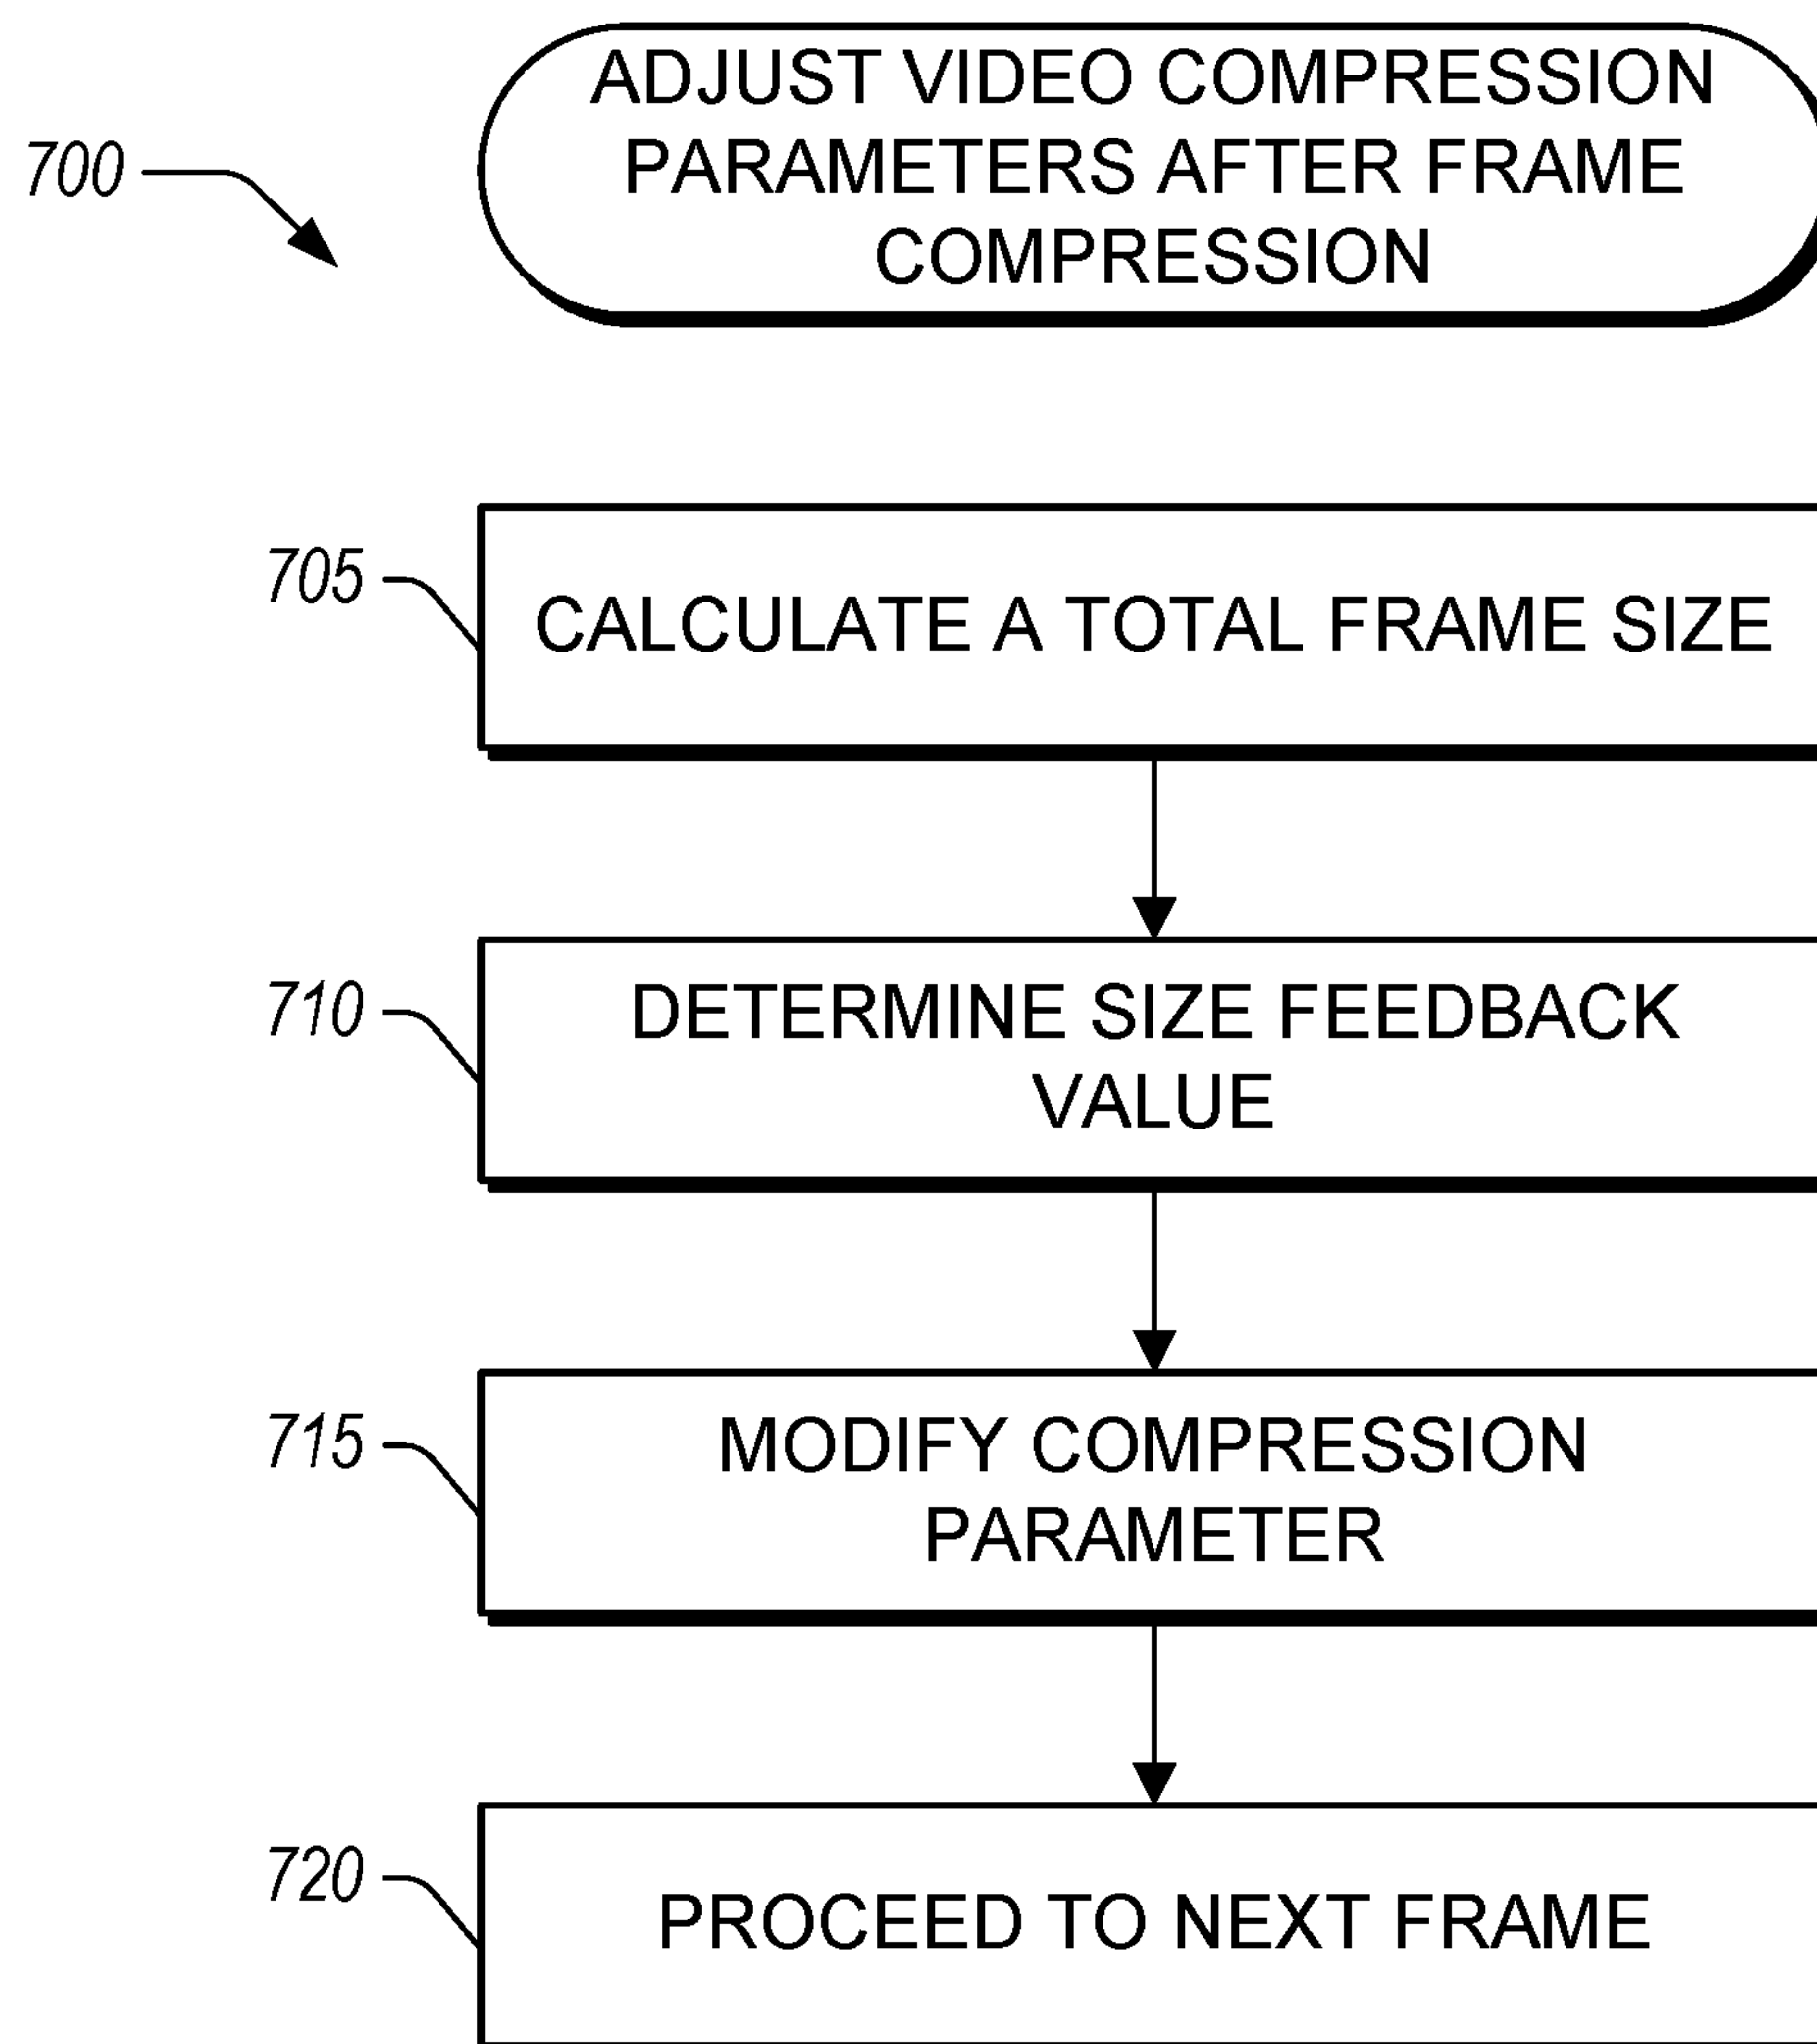 700
ADJUST VIDEO COMPRESSION
PARAMETERS AFTER FRAME
COMPRESSION
705
CALCULATE A TOTAL FRAME SIZE
710
DETERMINE SIZE FEEDBACK
VALUE
715
MODIFY COMPRESSION
PARAMETER
720
PROCEED TO NEXT FRAME